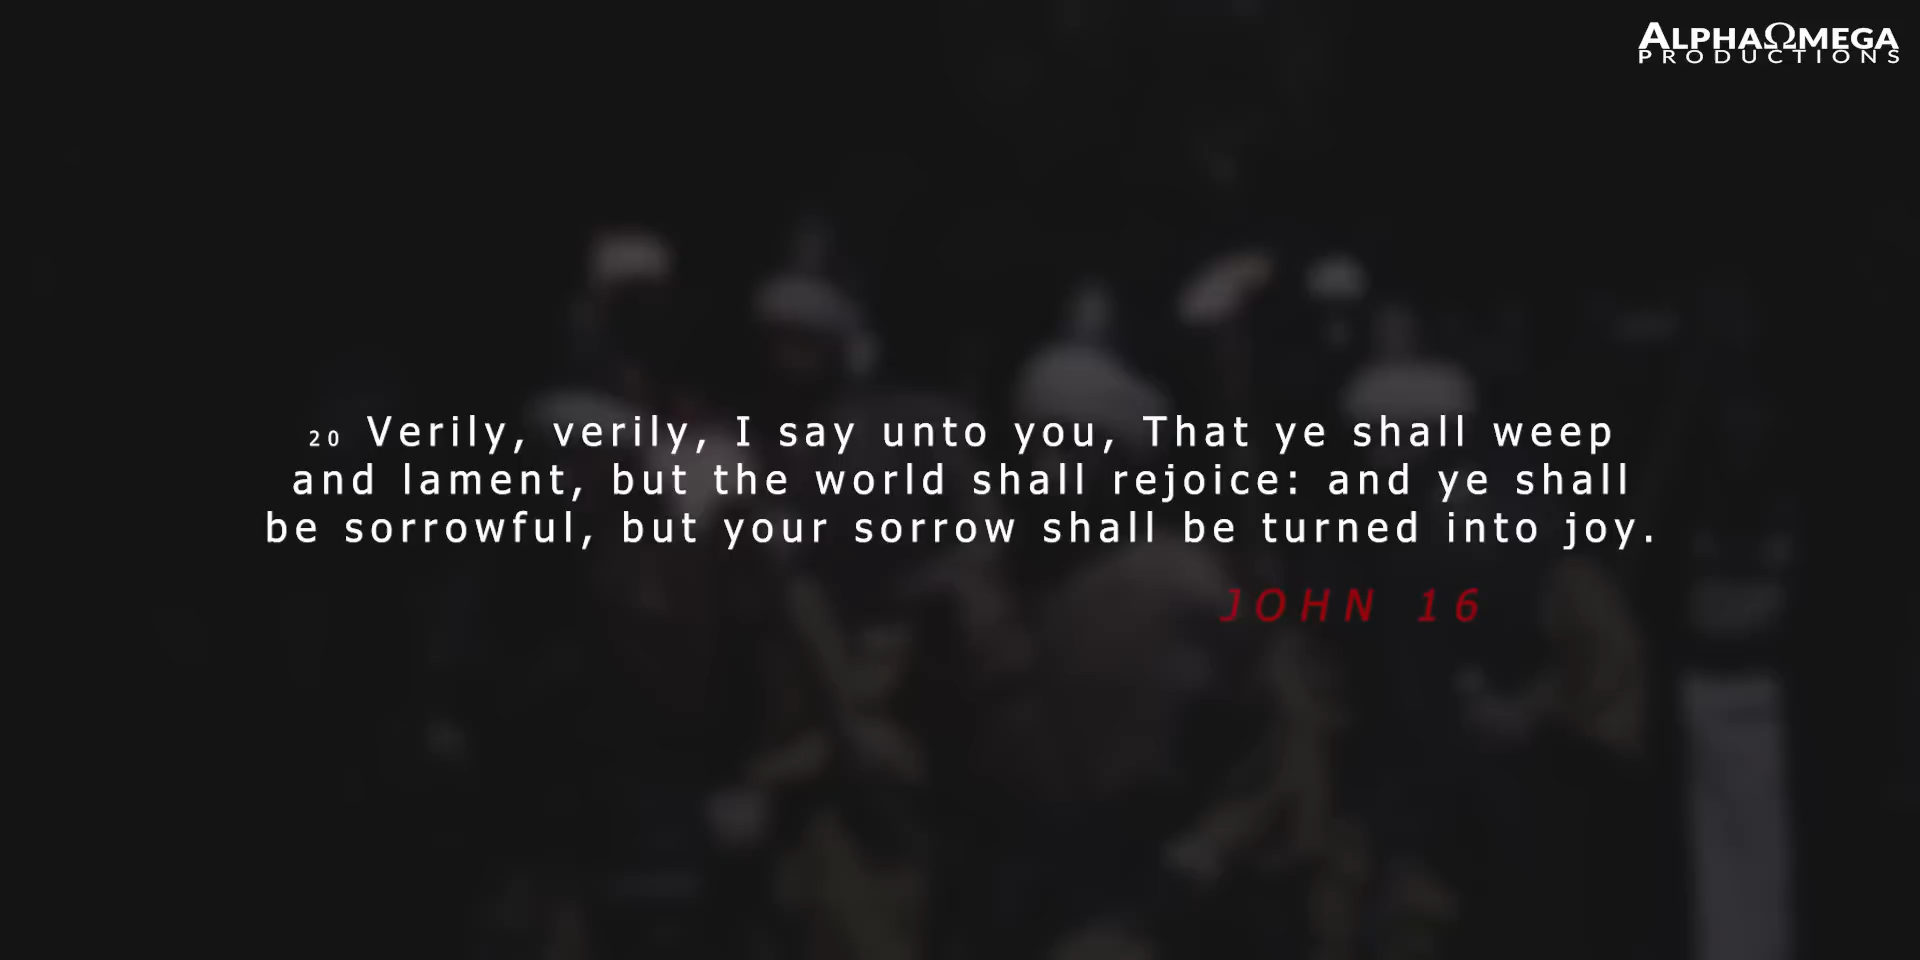 ALPHAΩMEGA
PRODUCTIONS
20 Verily, verily, I say unto you, That ye shall weep
and lament, but the world shall rejoice: and ye shall
be sorrowful, but your sorrow shall be turned into joy.
JOHN 16